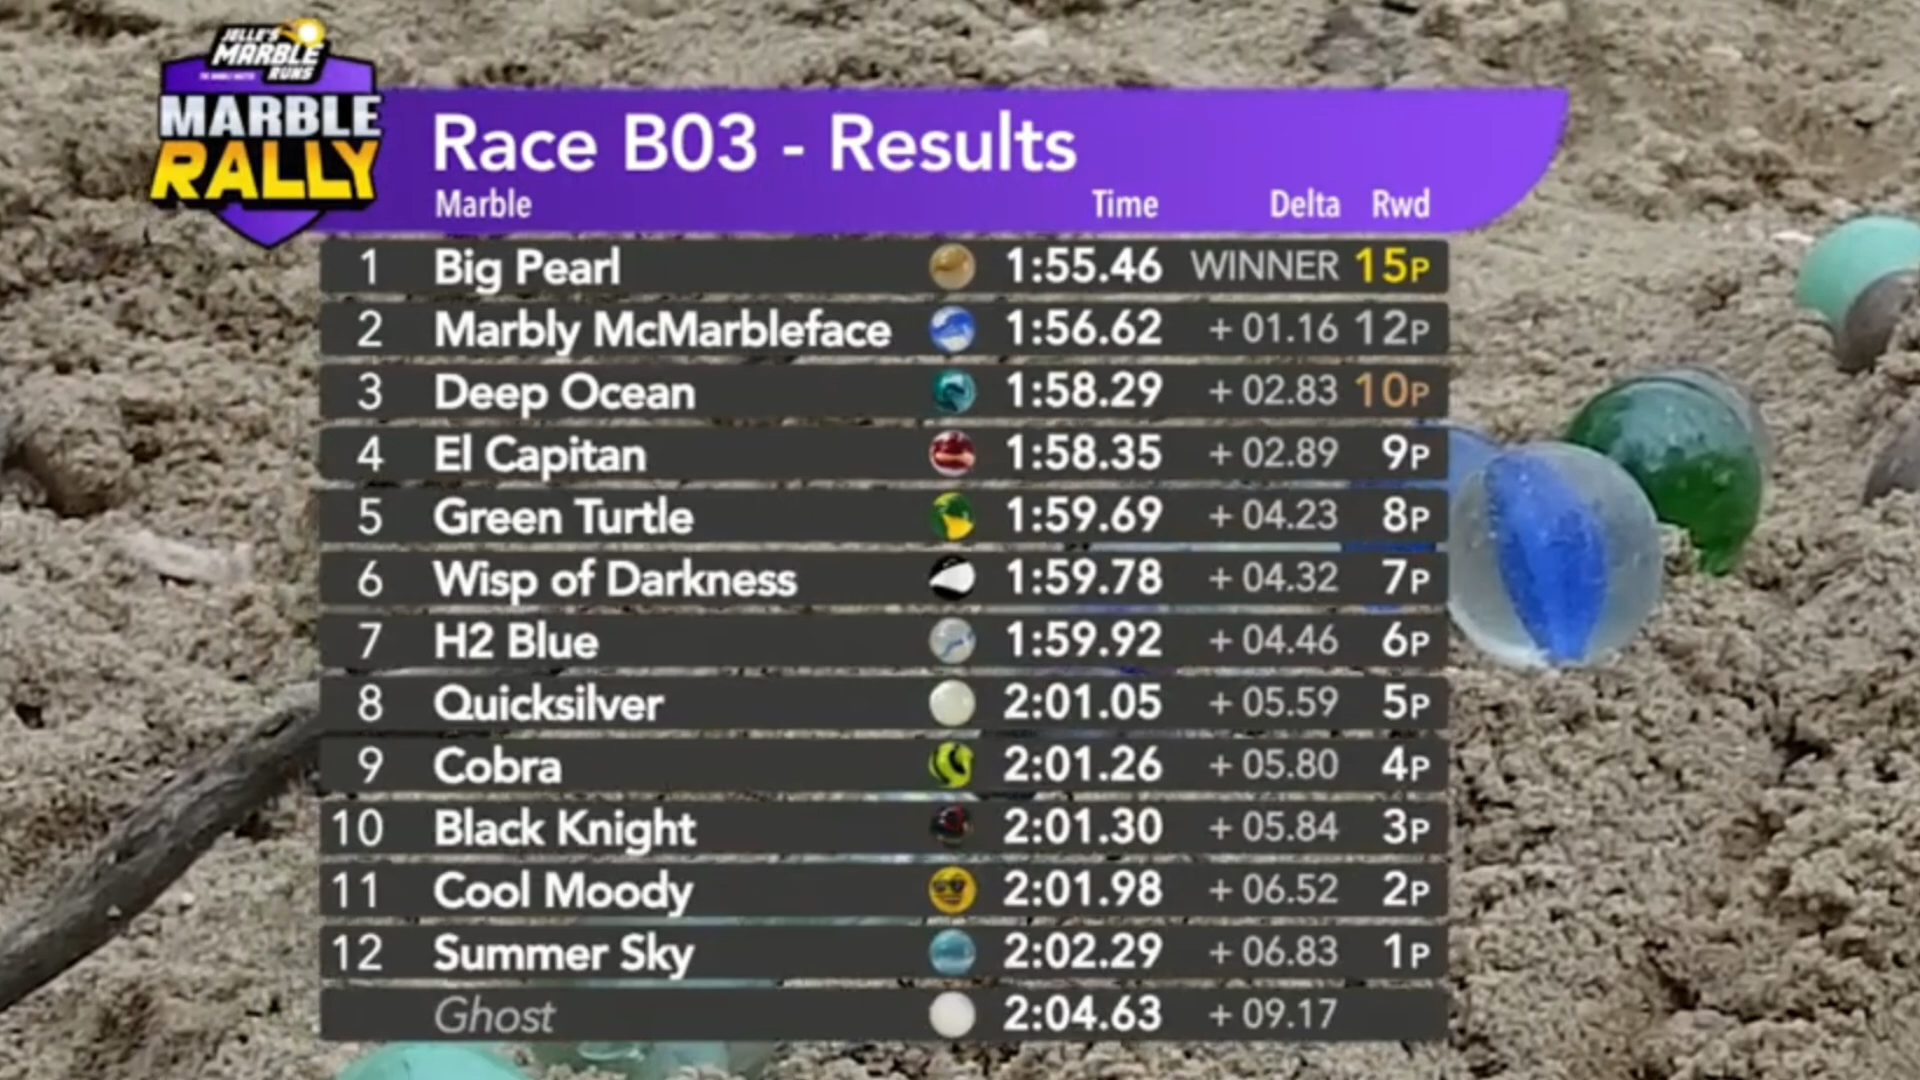 JELLE'S
MARBLE
RUNS
MARBLE
RALLY
Race B03 - Results
Marble Time Delta Rwd
1 Big Pearl 1:55.46 WINNER 15P
2 Marbly McMarbleface 1:56.62 + 01.16 12P
3 Deep Ocean 1:58.29 + 02.83 10P
4 El Capitan 1:58.35 + 02.89 9P
5 Green Turtle 1:59.69 + 04.23 8P
6 Wisp of Darkness 1:59.78 + 04.32 7P
7 H2 Blue 1:59.92 + 04.46 6P
8 Quicksilver 2:01.05 + 05.59 5P
9 Cobra 2:01.26 + 05.80 4P
10 Black Knight 2:01.30 + 05.84 3P
11 Cool Moody 2:01.98 + 06.52 2P
12 Summer Sky 2:02.29 + 06.83 1P
Ghost 2:04.63 + 09.17